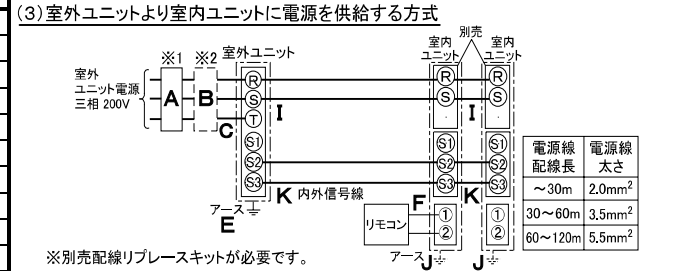 (3)室外ユニットより室内ユニットに電源を供給する方式
別売
※1 ※2 室外ユニット 室内ユニット 室内ユニット
室外
ユニット電源
三相 200V
A B C
R S T S1 S2 S3
I I
R S S1 S2 S3 ① ②
R S S1 S2 S3 ① ②
K 内外信号線 K
アース
E
F
リモコン
アース J J
※別売配線リプレースキットが必要です。
電源線配線長 電源線太さ
～30m 2.0mm²
30～60m 3.5mm²
60～120m 5.5mm²